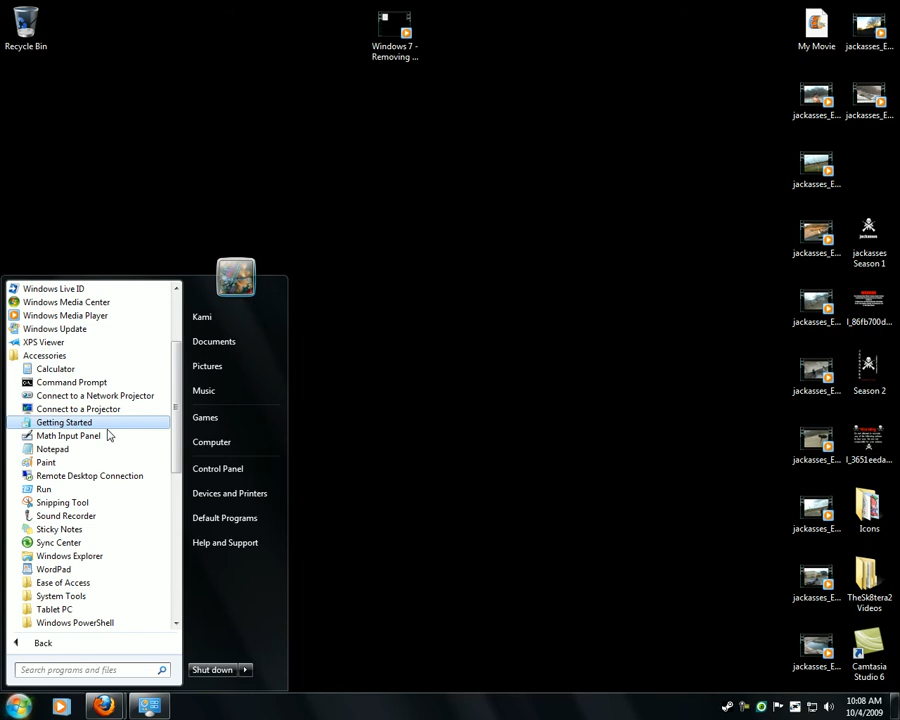 Recycle Bin
Windows 7 -
Removing ...
My Movie
jackasses_E...
jackasses_E...
jackasses_E...
jackasses_E...
jackasses_E...
jackasses
Season 1
jackasses_E...
I_86fb700d...
jackasses_E...
Season 2
jackasses_E...
I_3651eeda...
jackasses_E...
Icons
jackasses_E...
TheSk8tera2
Videos
jackasses_E...
Camtasia
Studio 6
Windows Live ID
Windows Media Center
Windows Media Player
Windows Update
XPS Viewer
Accessories
Calculator
Command Prompt
Connect to a Network Projector
Connect to a Projector
Getting Started
Math Input Panel
Notepad
Paint
Remote Desktop Connection
Run
Snipping Tool
Sound Recorder
Sticky Notes
Sync Center
Windows Explorer
WordPad
Ease of Access
System Tools
Tablet PC
Windows PowerShell
Back
Search programs and files
Kami
Documents
Pictures
Music
Games
Computer
Control Panel
Devices and Printers
Default Programs
Help and Support
Shut down
10:08 AM
10/4/2009